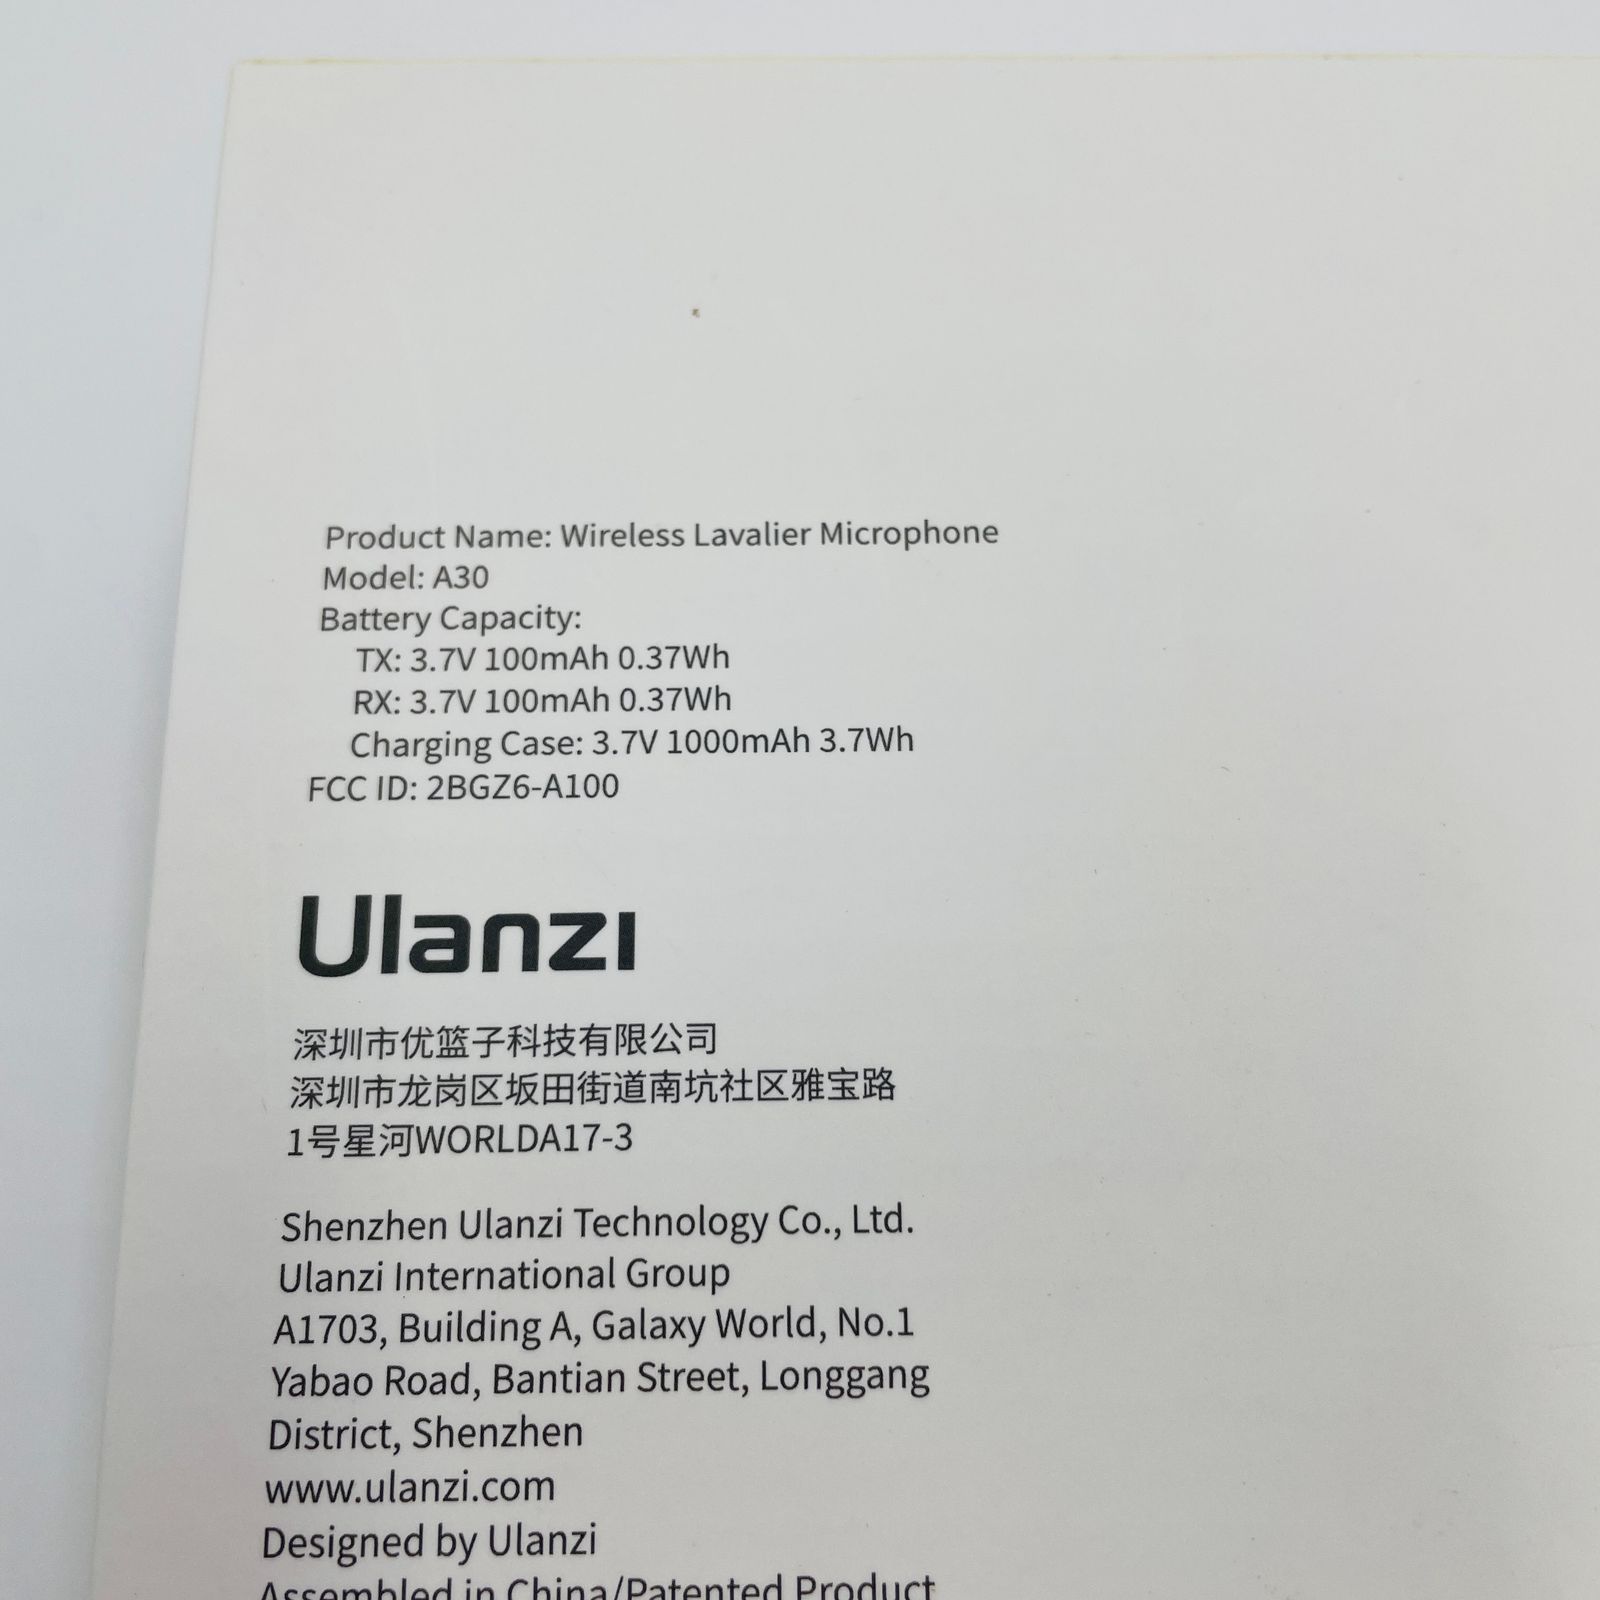 Product Name: Wireless Lavalier Microphone
Model: A30
Battery Capacity:
TX: 3.7V 100mAh 0.37Wh
RX: 3.7V 100mAh 0.37Wh
Charging Case: 3.7V 1000mAh 3.7Wh
FCC ID: 2BGZ6-A100
Ulanzi
深圳市优篮子科技有限公司
深圳市龙岗区坂田街道南坑社区雅宝路
1号星河WORLDA17-3
Shenzhen Ulanzi Technology Co., Ltd.
Ulanzi International Group
A1703, Building A, Galaxy World, No.1
Yabao Road, Bantian Street, Longgang
District, Shenzhen
www.ulanzi.com
Designed by Ulanzi
Assembled in China/Patented Product